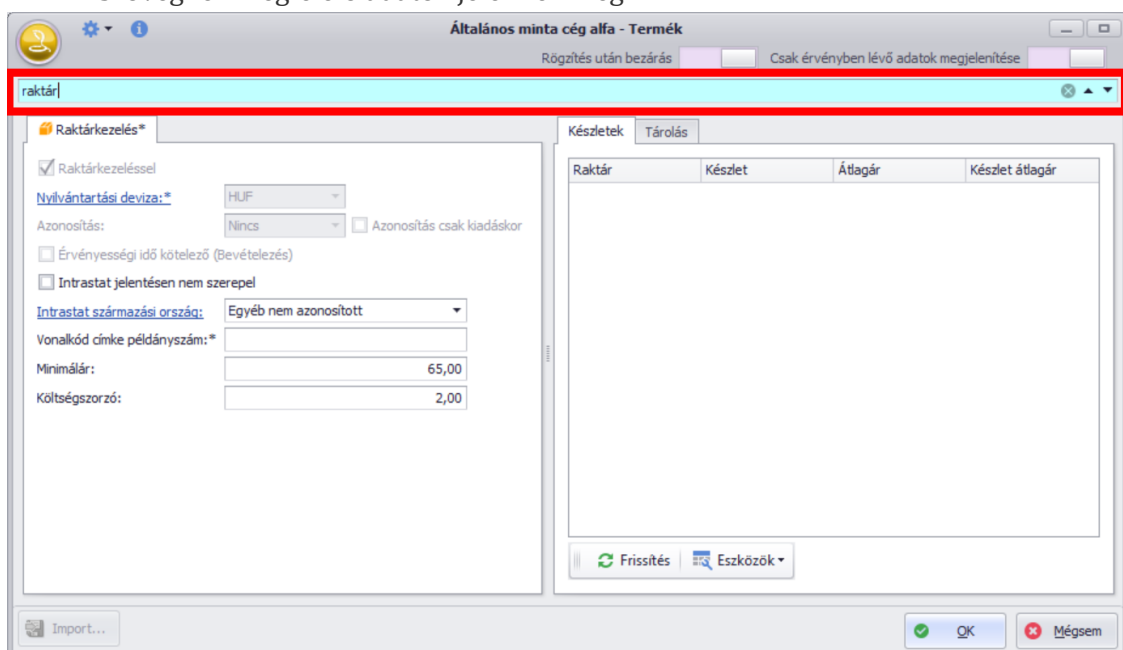 Általános minta cég alfa - Termék
Rögzítés után bezárás
Csak érvényben lévő adatok megjelenítése
raktár
Raktárkezelés*
Raktárkezeléssel
Nyilvántartási deviza:* HUF
Azonosítás: Nincs Azonosítás csak kiadáskor
Érvényességi idő kötelező (Bevételezés)
Intrastat jelentésen nem szerepel
Intrastat származási ország: Egyéb nem azonosított
Vonalkód címke példányszám:*
Minimálár: 65,00
Költségszorzó: 2,00
Készletek Tárolás
Raktár Készlet Átlagár Készlet átlagár
Frissítés Eszközök
Import...
OK Mégsem